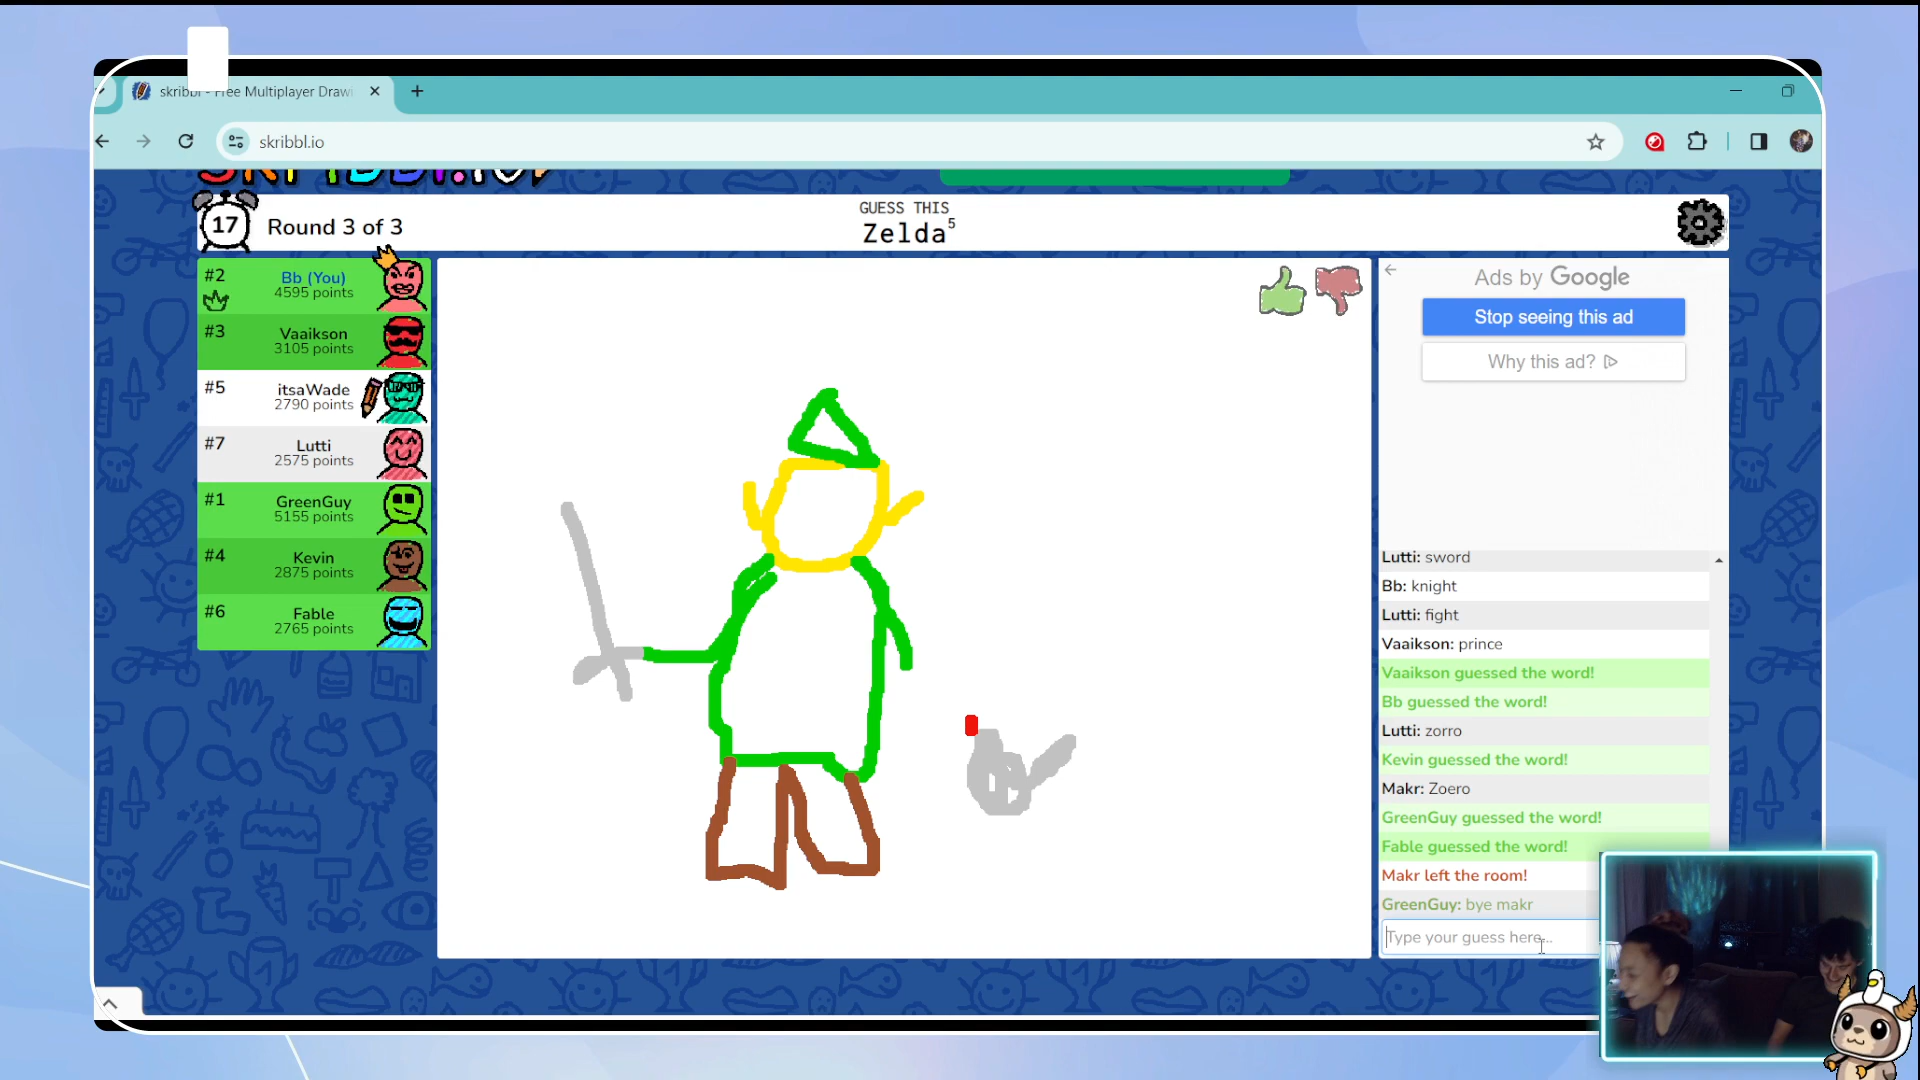 skribbl - Free Multiplayer Drawi
skribbl.io
17
Round 3 of 3
GUESS THIS
Zelda5
#2
Bb (You)
4595 points
#3
Vaaikson
3105 points
#5
itsaWade
2790 points
#7
Lutti
2575 points
#1
GreenGuy
5155 points
#4
Kevin
2875 points
#6
Fable
2765 points
Ads by Google
Stop seeing this ad
Why this ad?
Lutti: sword
Bb: knight
Lutti: fight
Vaaikson: prince
Vaaikson guessed the word!
Bb guessed the word!
Lutti: zorro
Kevin guessed the word!
Makr: Zoero
GreenGuy guessed the word!
Fable guessed the word!
Makr left the room!
GreenGuy: bye makr
Type your guess here...